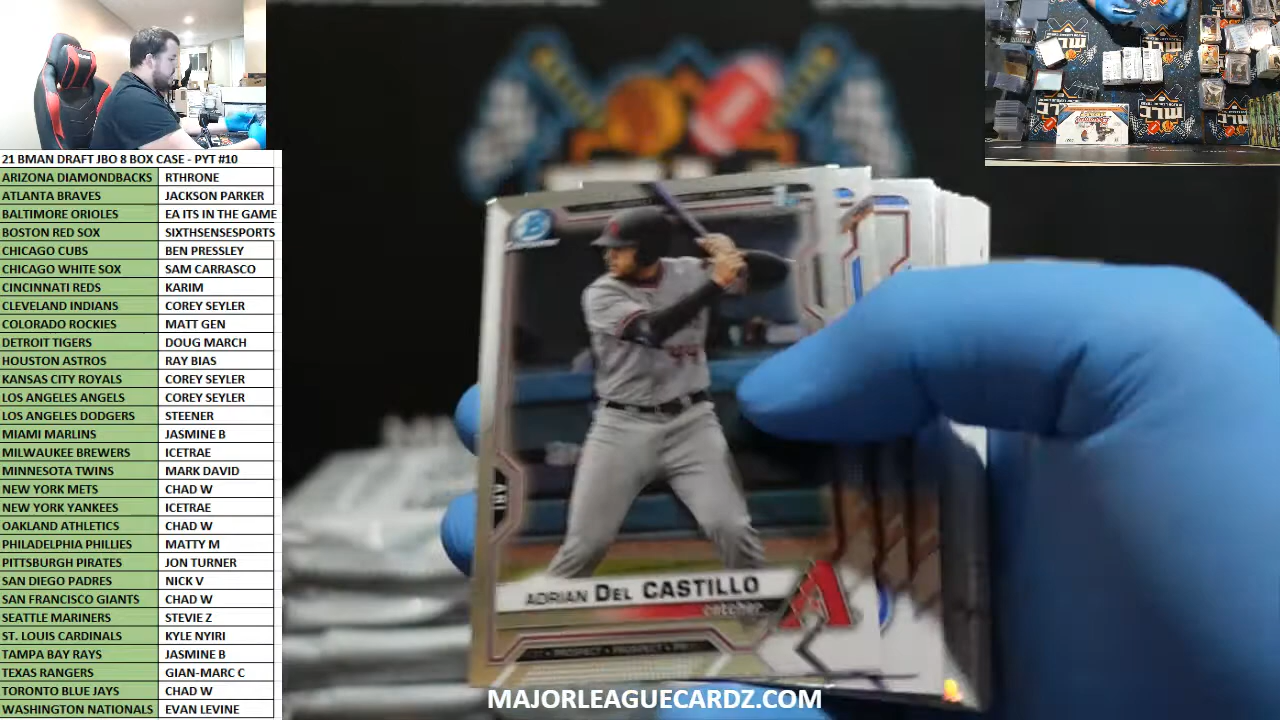 21 BMAN DRAFT JBO 8 BOX CASE - PYT #10
ARIZONA DIAMONDBACKS RTHRONE
ATLANTA BRAVES JACKSON PARKER
BALTIMORE ORIOLES EA ITS IN THE GAME
BOSTON RED SOX SIXTHSENSESPORTS
CHICAGO CUBS BEN PRESSLEY
CHICAGO WHITE SOX SAM CARRASCO
CINCINNATI REDS KARIM
CLEVELAND INDIANS COREY SEYLER
COLORADO ROCKIES MATT GEN
DETROIT TIGERS DOUG MARCH
HOUSTON ASTROS RAY BIAS
KANSAS CITY ROYALS COREY SEYLER
LOS ANGELES ANGELS COREY SEYLER
LOS ANGELES DODGERS STEENER
MIAMI MARLINS JASMINE B
MILWAUKEE BREWERS ICETRAE
MINNESOTA TWINS MARK DAVID
NEW YORK METS CHAD W
NEW YORK YANKEES ICETRAE
OAKLAND ATHLETICS CHAD W
PHILADELPHIA PHILLIES MATTY M
PITTSBURGH PIRATES JON TURNER
SAN DIEGO PADRES NICK V
SAN FRANCISCO GIANTS CHAD W
SEATTLE MARINERS STEVIE Z
ST. LOUIS CARDINALS KYLE NYIRI
TAMPA BAY RAYS JASMINE B
TEXAS RANGERS GIAN-MARC C
TORONTO BLUE JAYS CHAD W
WASHINGTON NATIONALS EVAN LEVINE
B
44
ARI
ADRIAN DEL CASTILLO
catcher
PROSPECT • PROSPECT
MAJORLEAGUECARDZ.COM